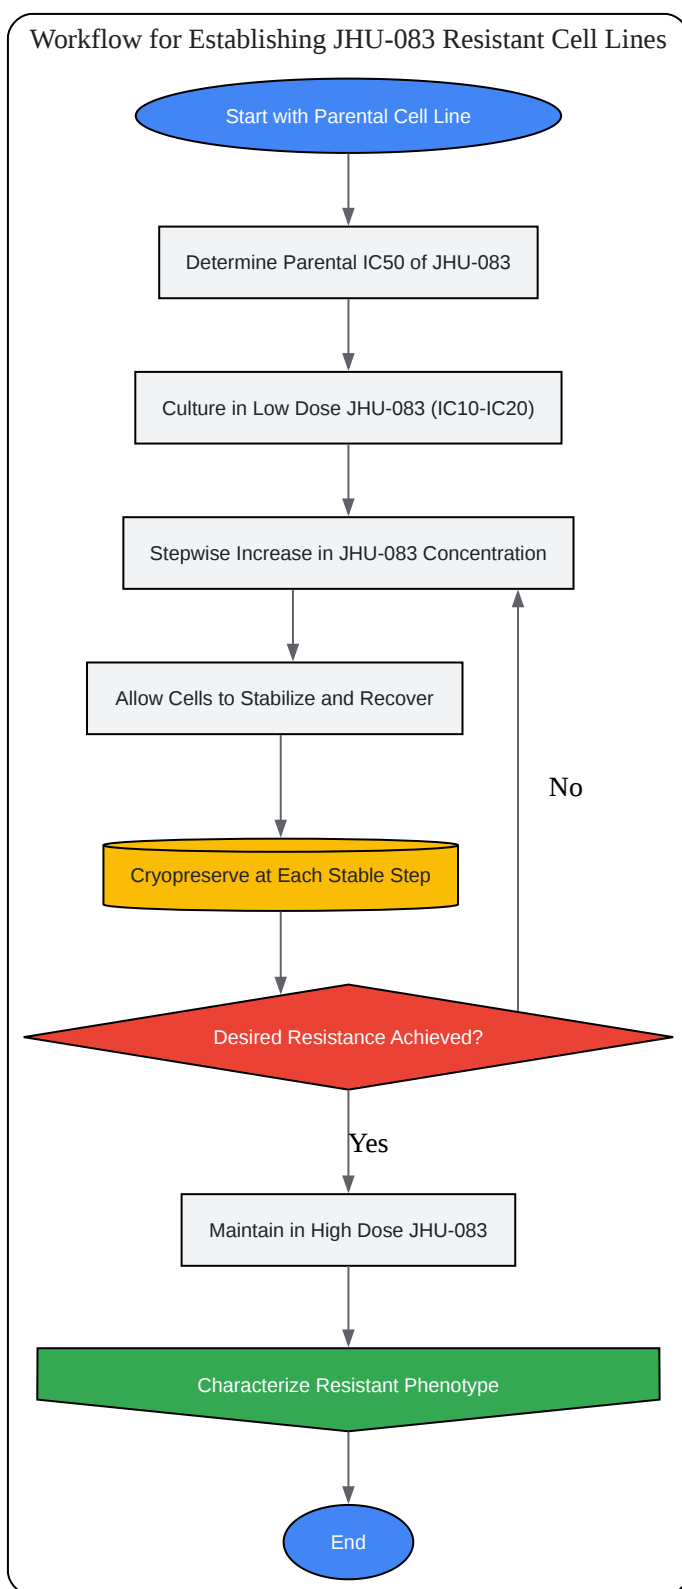 Workflow for Establishing JHU-083 Resistant Cell Lines
Start with Parental Cell Line
Determine Parental IC50 of JHU-083
Culture in Low Dose JHU-083 (IC10-IC20)
Stepwise Increase in JHU-083 Concentration
Allow Cells to Stabilize and Recover
No
Cryopreserve at Each Stable Step
Desired Resistance Achieved?
Yes
Maintain in High Dose JHU-083
Characterize Resistant Phenotype
End